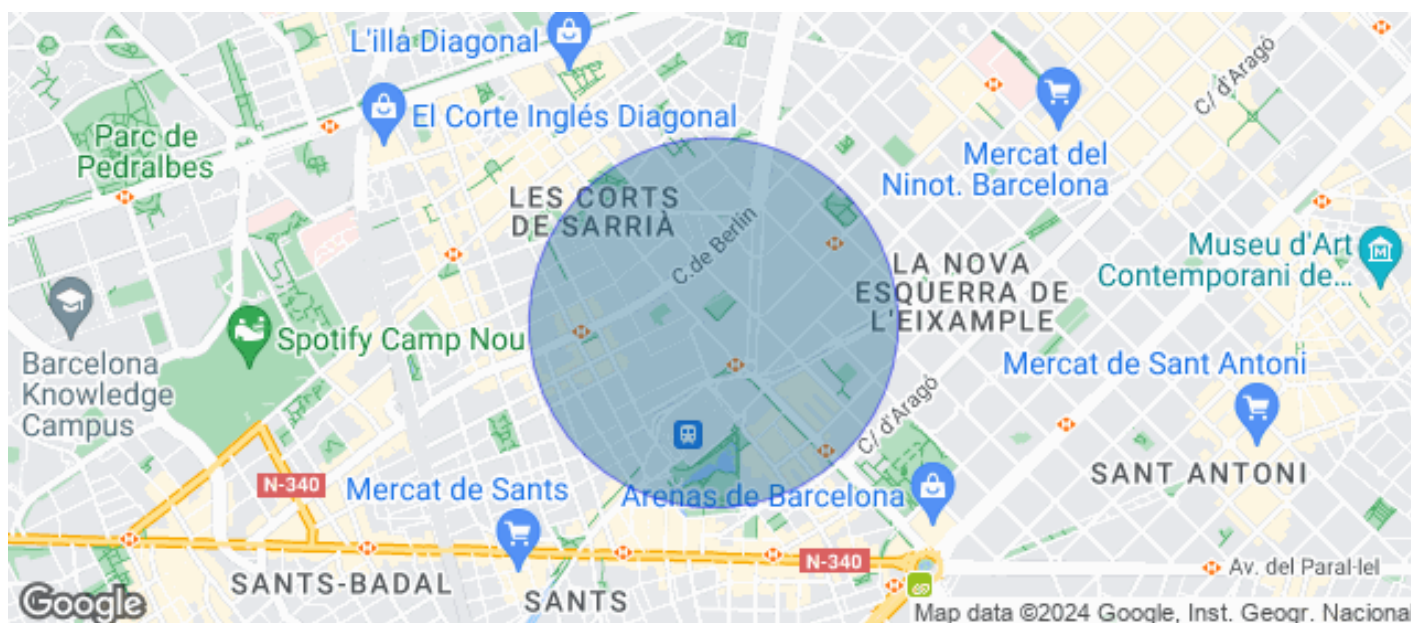 L'illa Diagonal
El Corte Inglés Diagonal
C/ d'Aragó
Parc de
Pedralbes
Mercat del
Ninot. Barcelona
LES CORTS
DE SARRIÀ
C. de Berlín
LA NOVA
ESQUERRA DE
L'EIXAMPLE
Museu d'Art
Contemporani de...
Spotify Camp Nou
Barcelona
Knowledge
Campus
Mercat de Sant Antoni
C/ d'Aragó
SANT ANTONI
N-340
Mercat de Sants
Arenas de Barcelona
N-340
Av. del Paral·lel
SANTS-BADAL
SANTS
Google
Map data ©2024 Google, Inst. Geogr. Nacional